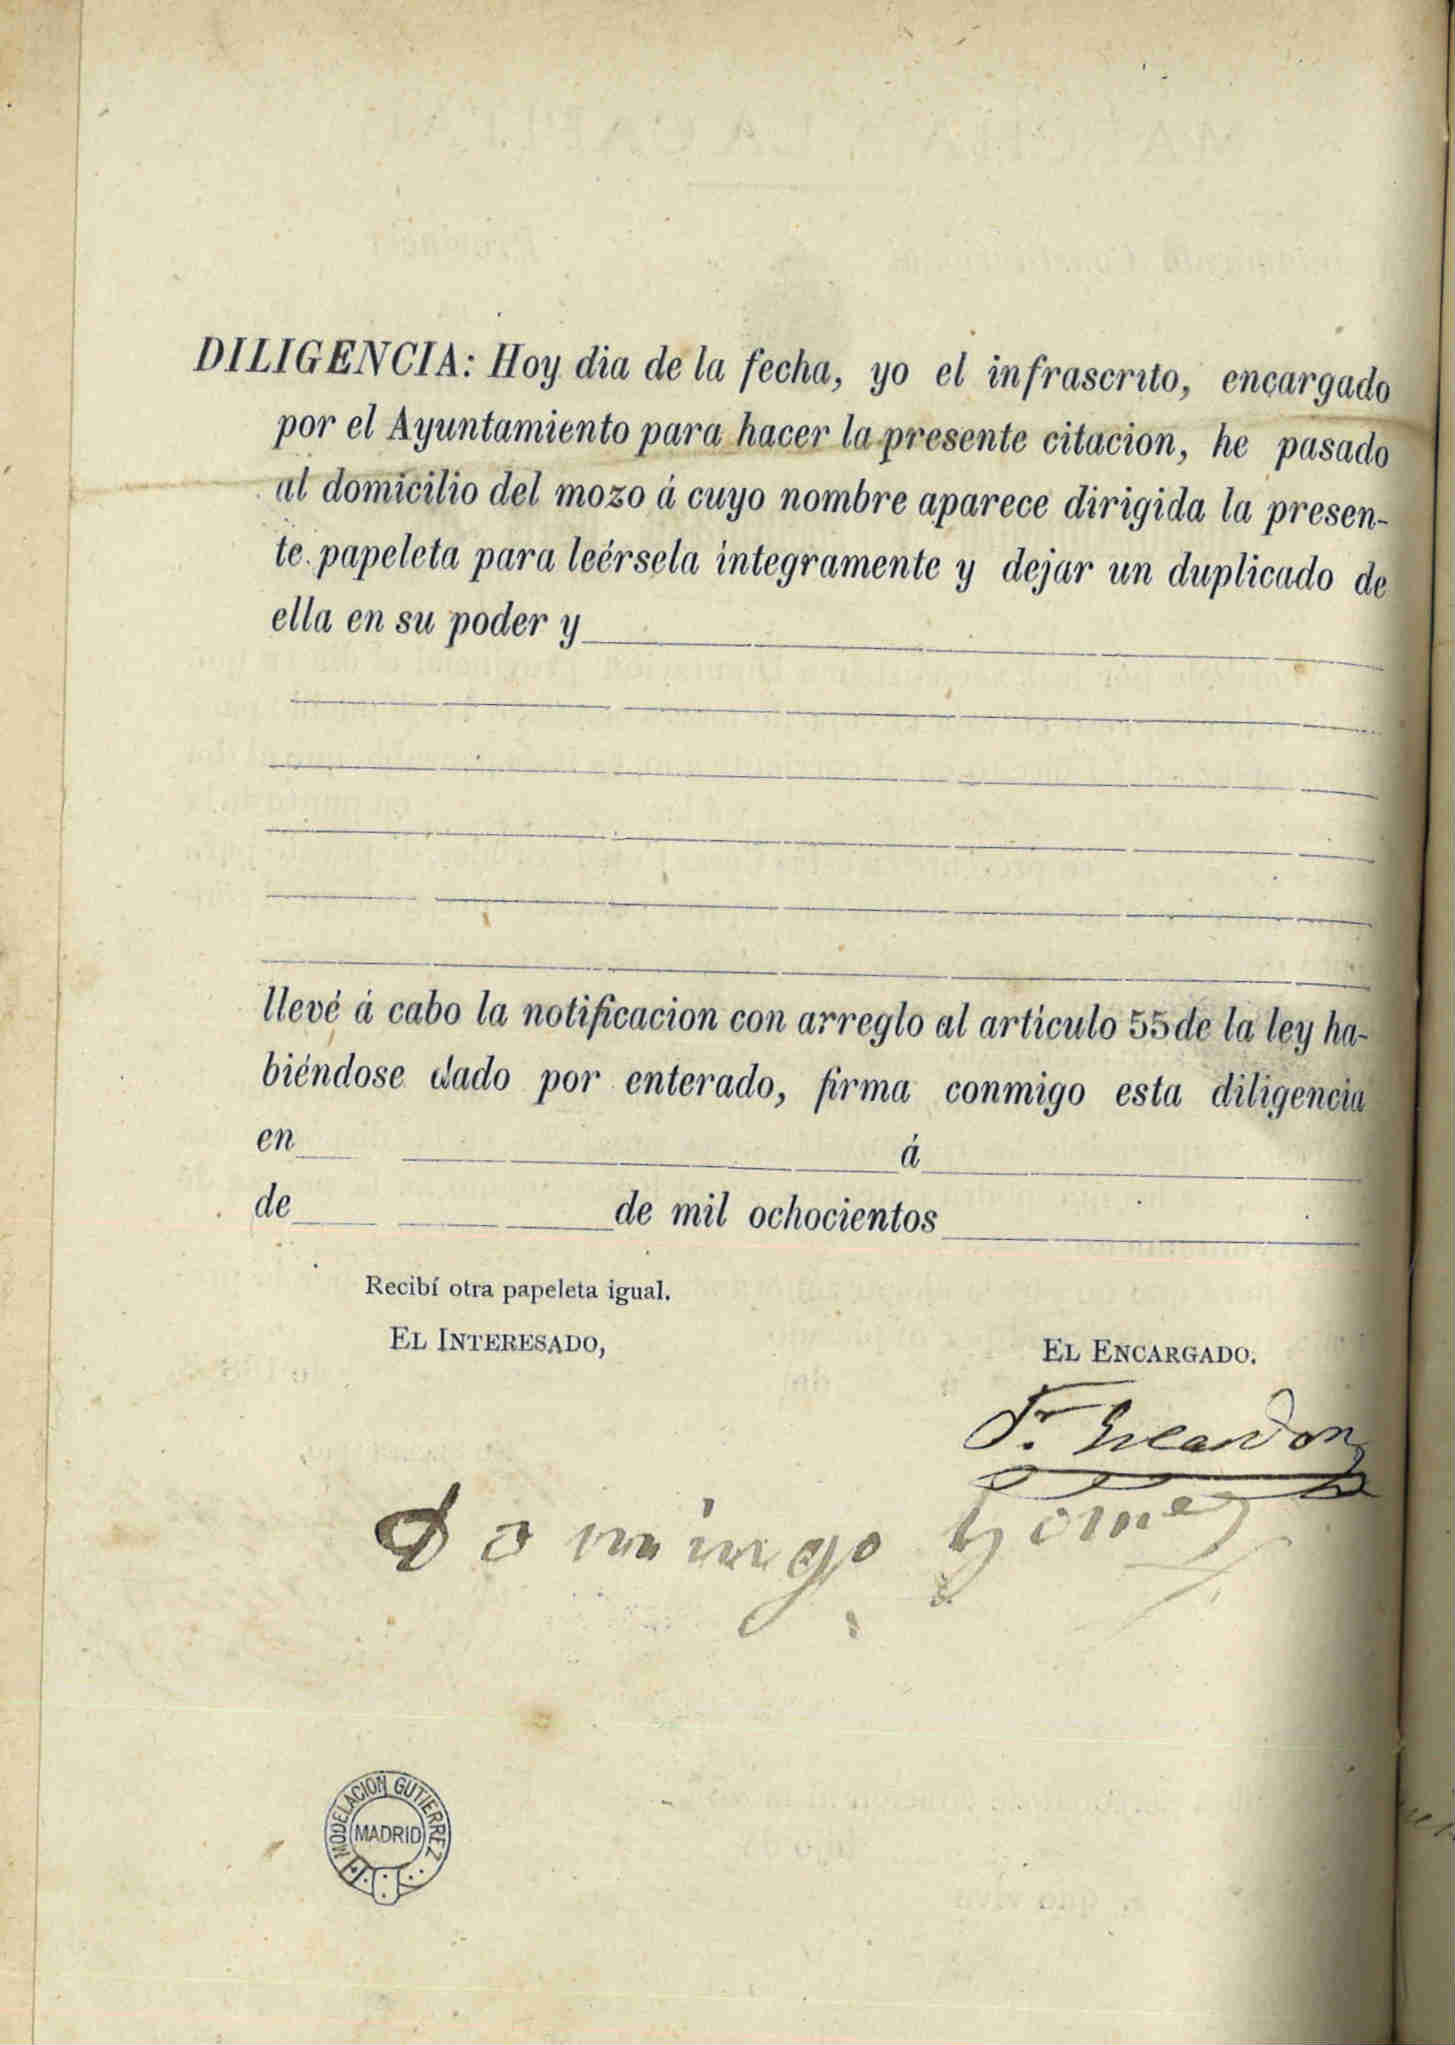 DILIGENCIA: Hoy dia de la fecha, yo el infrascrito, encargado
por el Ayuntamiento para hacer la presente citacion, he pasado
al domicilio del mozo á cuyo nombre aparece dirigida la presen-
te papeleta para leérsela integramente y dejar un duplicado de
ella en su poder y
llevé á cabo la notificacion con arreglo al artículo 55 de la ley ha-
biéndose dado por enterado, firma conmigo esta diligencia
en á
de de mil ochocientos
Recibí otra papeleta igual.
EL INTERESADO,
EL ENCARGADO.
Domingo Gomez
MODELACION GUTIERREZ
MADRID